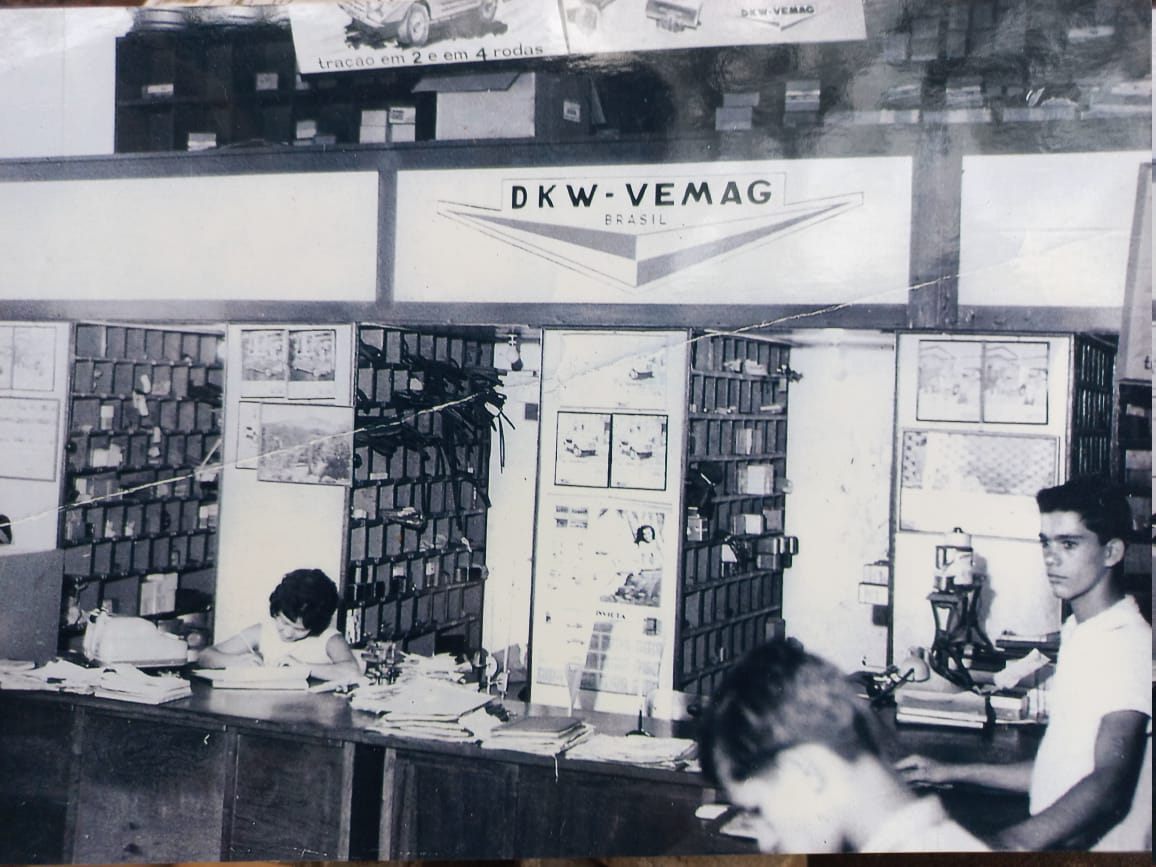 DKW-VEMAG
tração em 2 e em 4 rodas
DKW-VEMAG
BRASIL
INVICTA